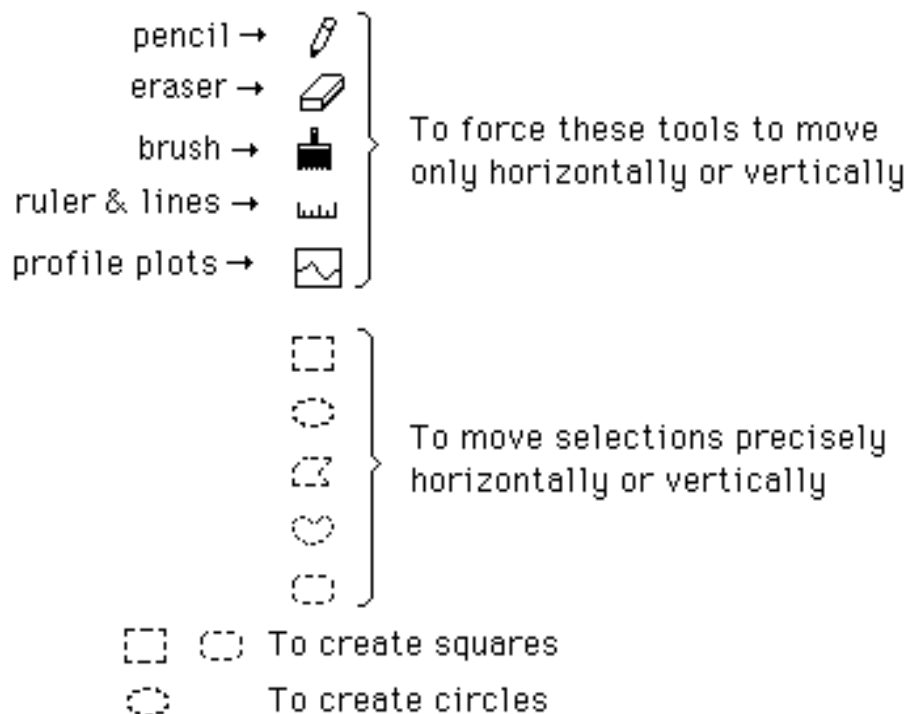 pencil →
eraser →
brush →
ruler & lines →
profile plots →
To force these tools to move
only horizontally or vertically
To move selections precisely
horizontally or vertically
To create squares
To create circles